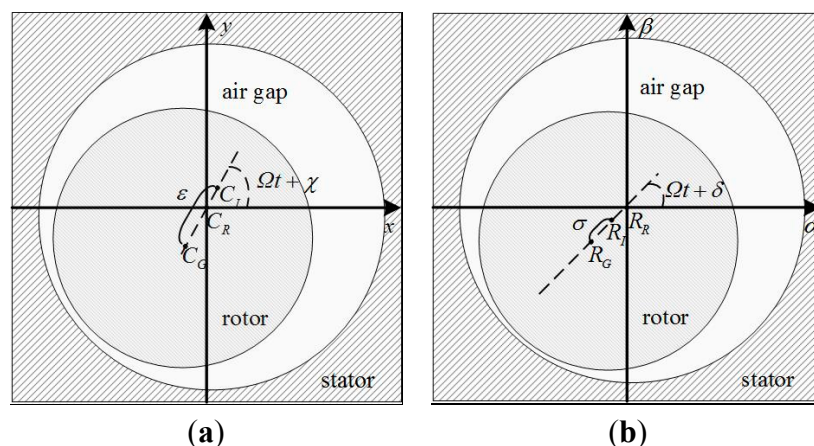 y
air gap
ε
Ωt + χ
C_I
C_R
x
C_G
rotor
stator
(a)
β
air gap
Ωt + δ
σ
R_I
R_R
R_G
rotor
stator
(b)